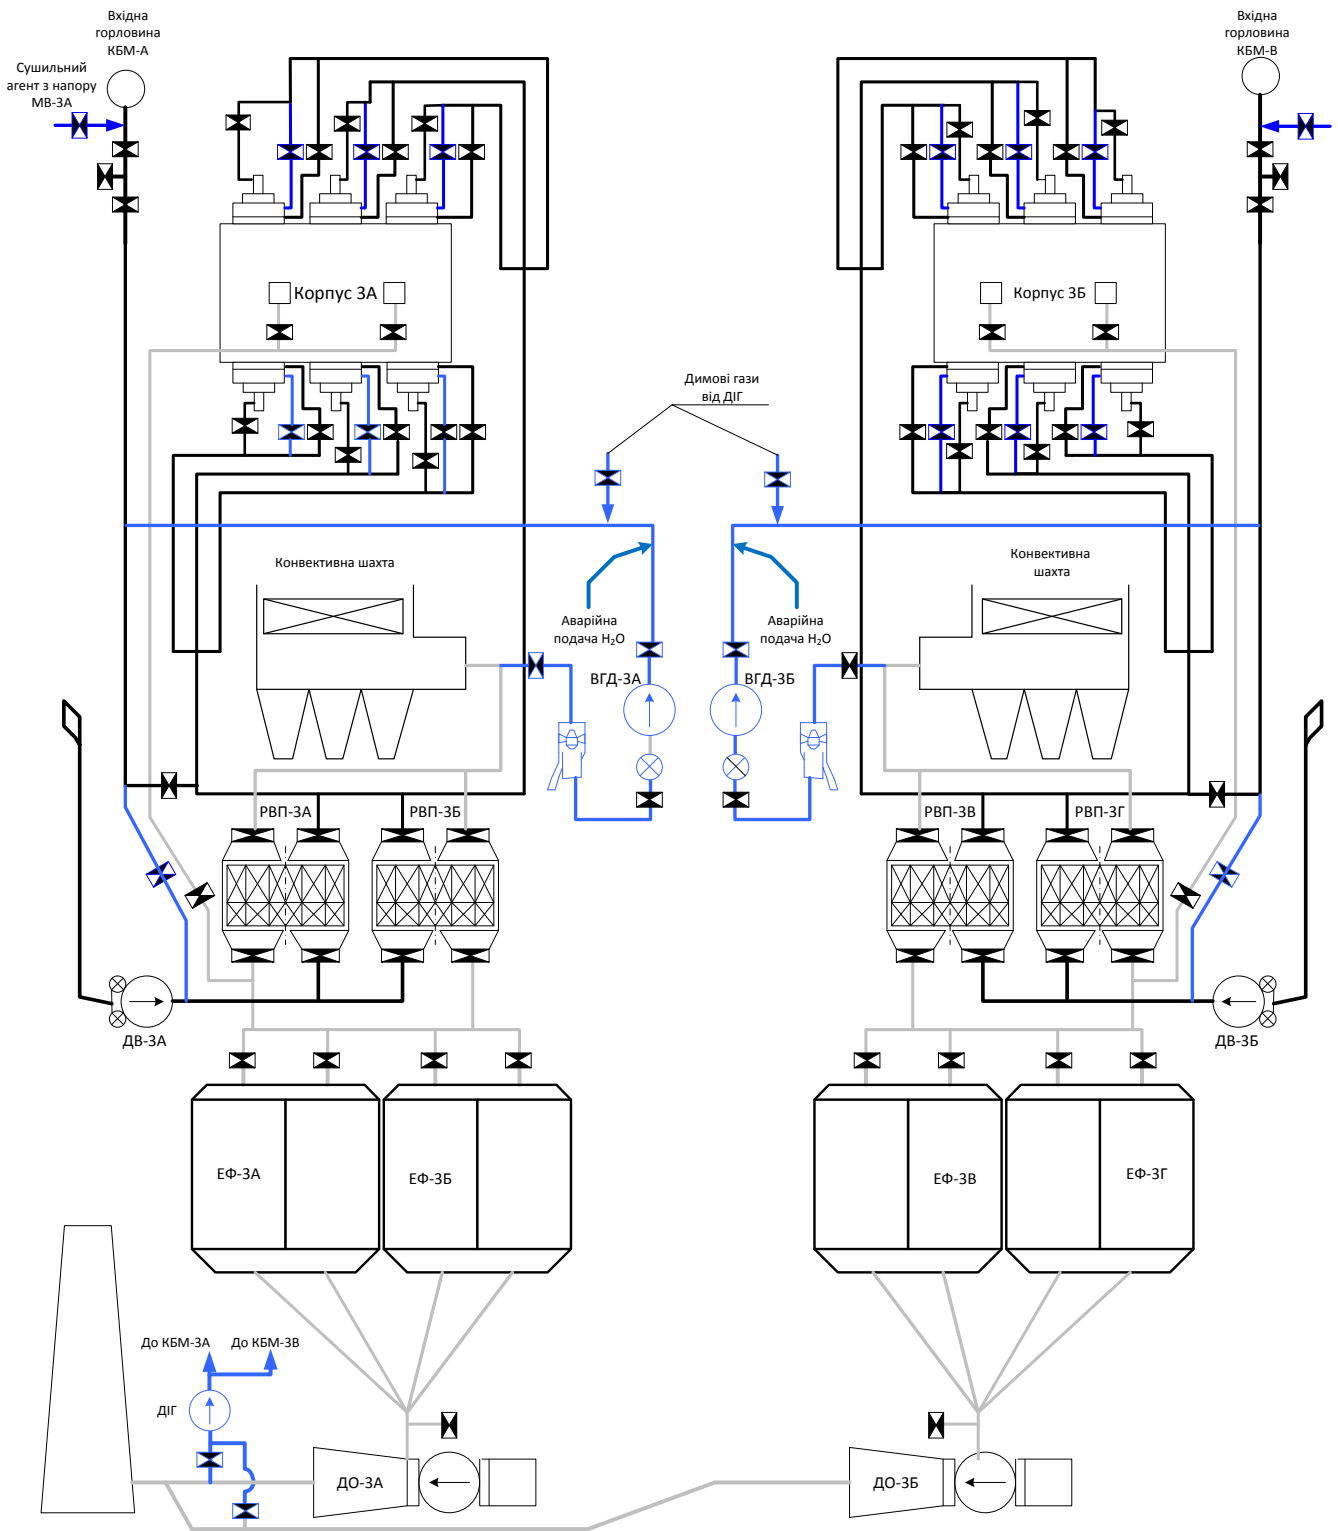 Вхідна
горловина
КБМ-А
Вхідна
горловина
КБМ-В
Сушильний
агент з напору
МВ-3А
Корпус 3А
Корпус 3Б
Димові гази
від ДІГ
Конвективна шахта
Конвективна
шахта
Аварійна
подача H₂O
Аварійна
подача H₂O
ВГД-3А
ВГД-3Б
РВП-3А
РВП-3Б
РВП-3В
РВП-3Г
ДВ-3А
ДВ-3Б
ЕФ-3А
ЕФ-3Б
ЕФ-3В
ЕФ-3Г
До КБМ-3А
До КБМ-3В
ДІГ
ДО-3А
ДО-3Б